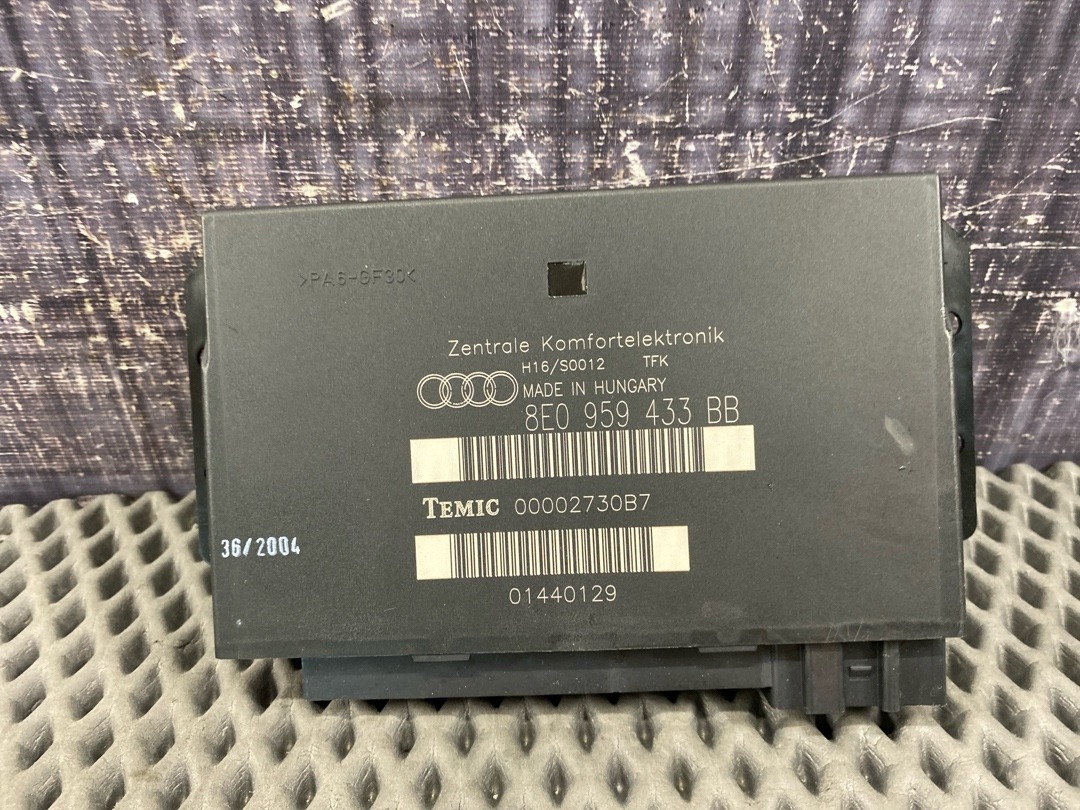 >PA6-GF30<
Zentrale Komfortelektronik
H16/S0012 TFK
MADE IN HUNGARY
8E0 959 433 BB
TEMIC 00002730B7
36/2004
01440129